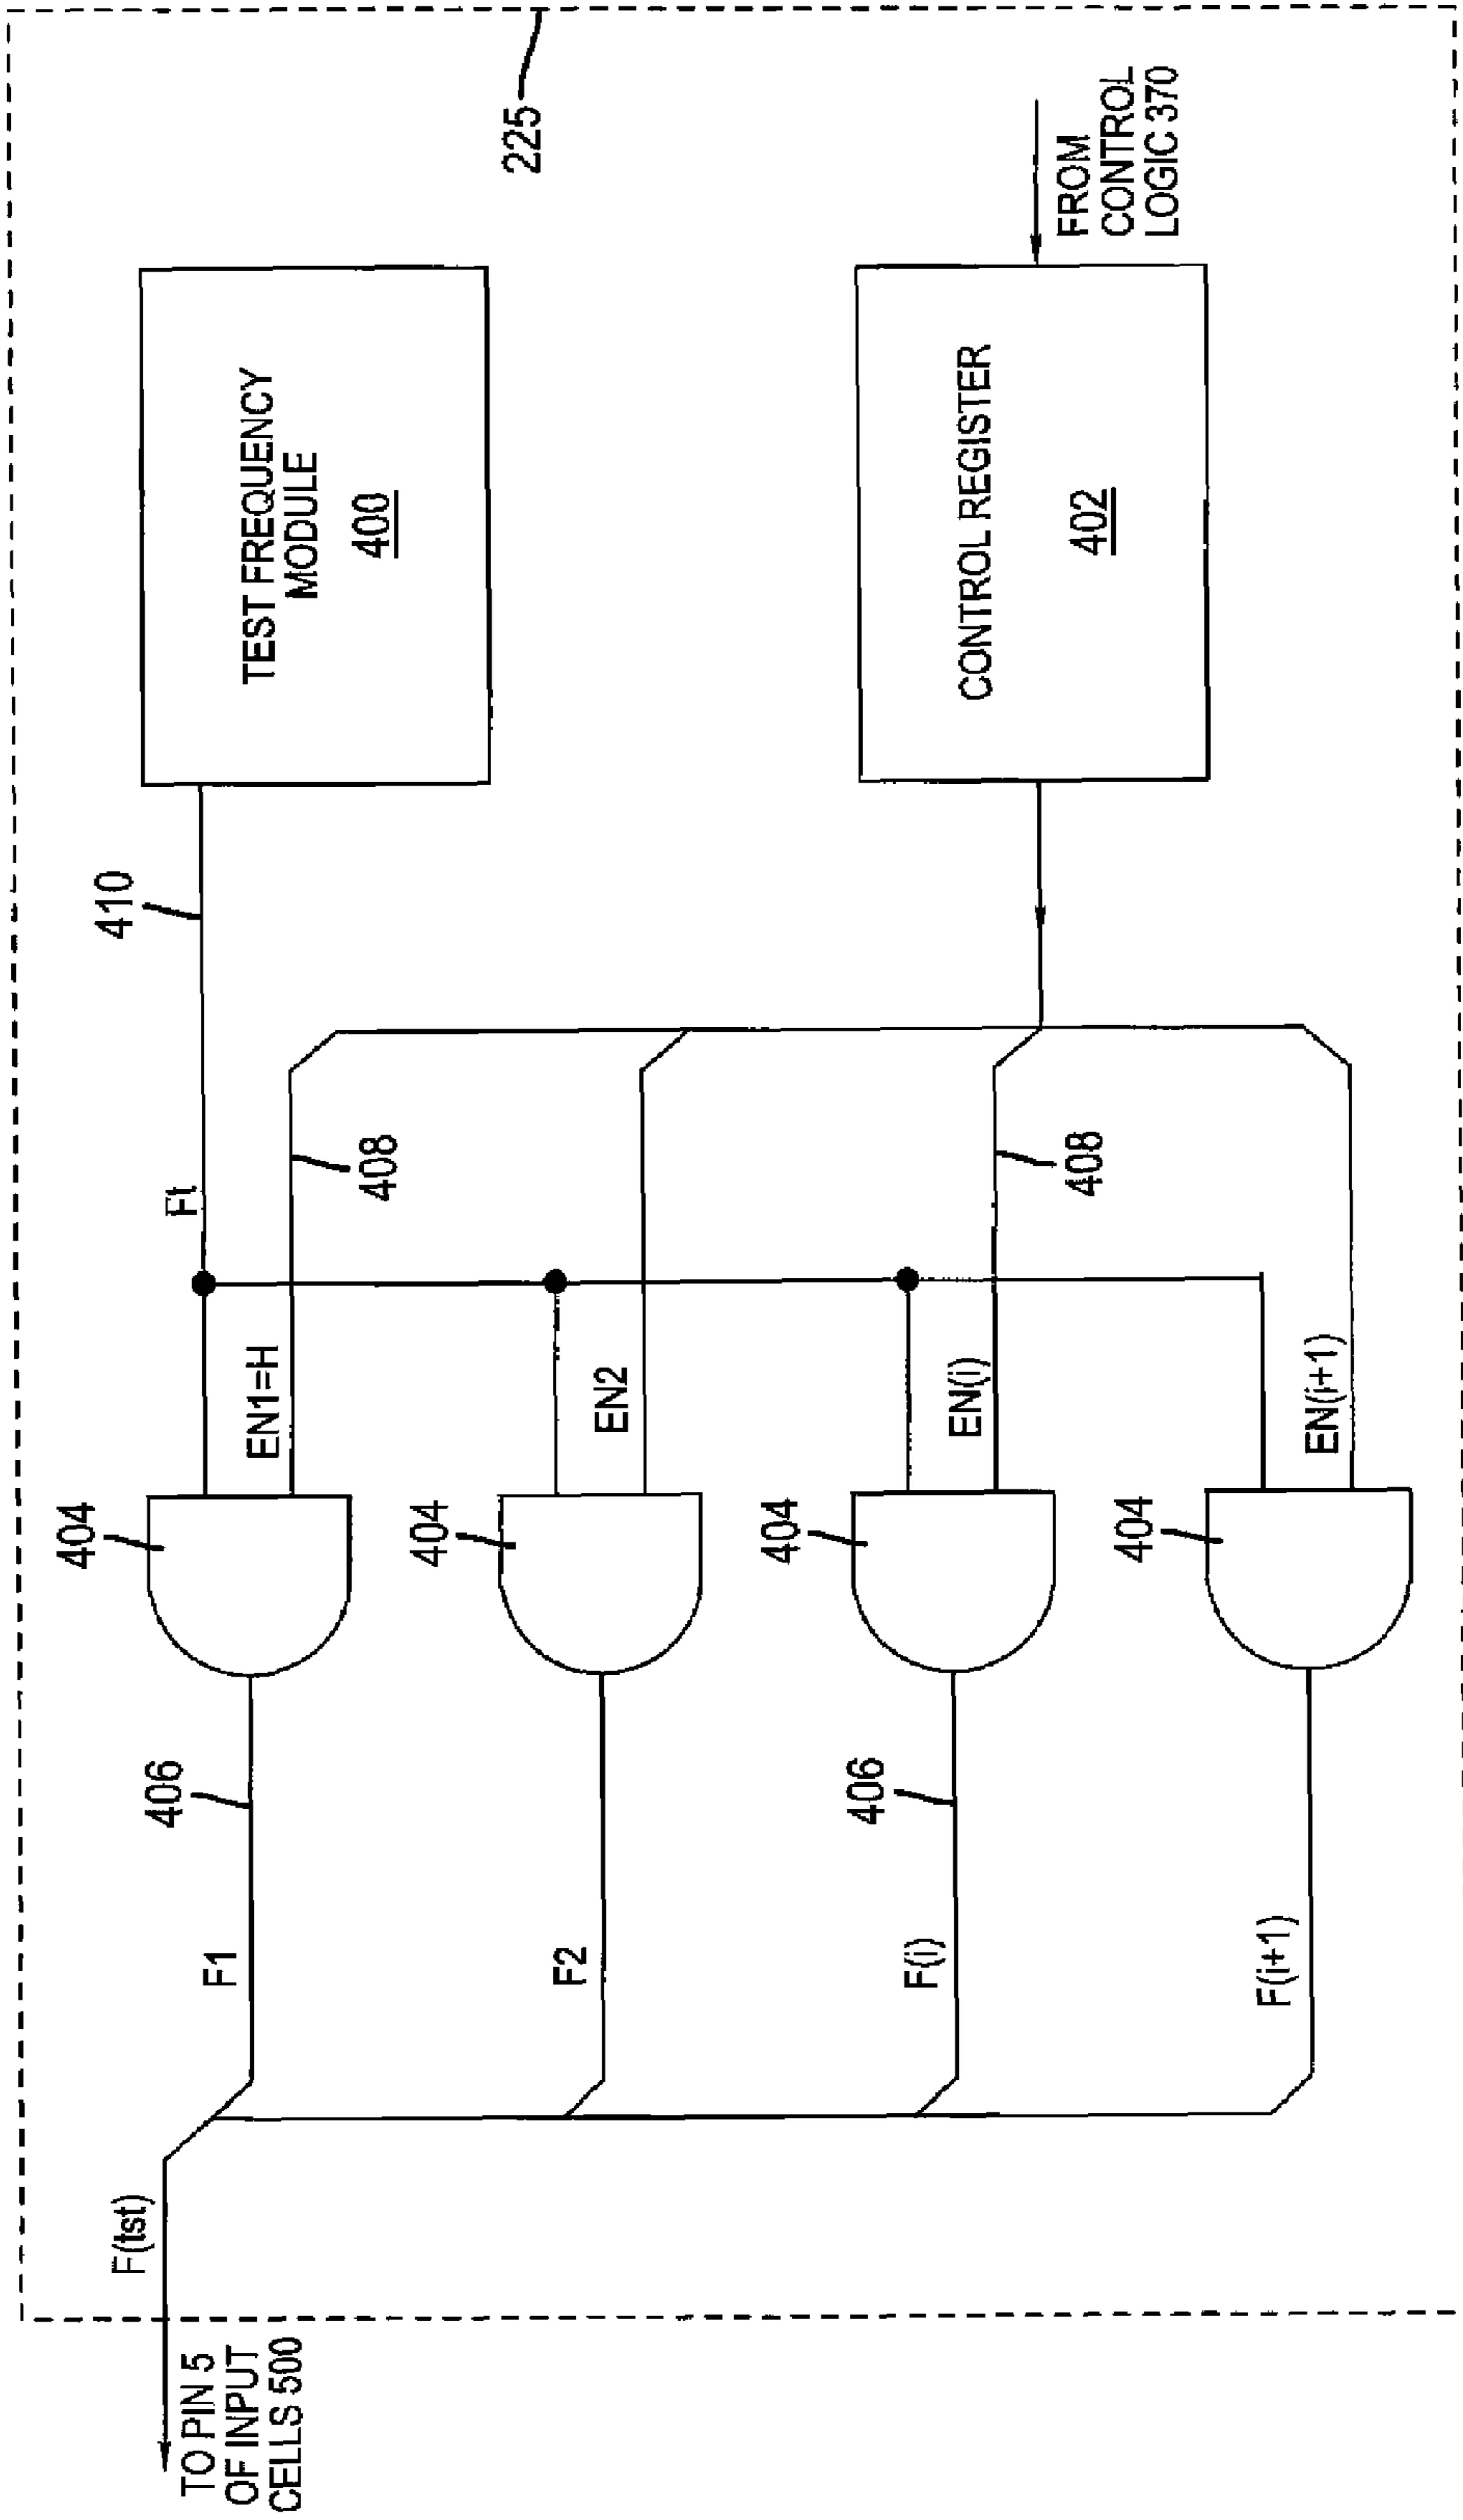 404
410
F(tst)
406
Ft
TO PIN 5
OF INPUT
CELLS 500
F1
EN1=H
TEST FREQUENCY
MODULE
400
408
404
225
F2
EN2
404
406
F(i)
EN(i)
CONTROL REGISTER
402
408
FROM
CONTROL
LOGIC 370
404
F(i+1)
EN(i+1)